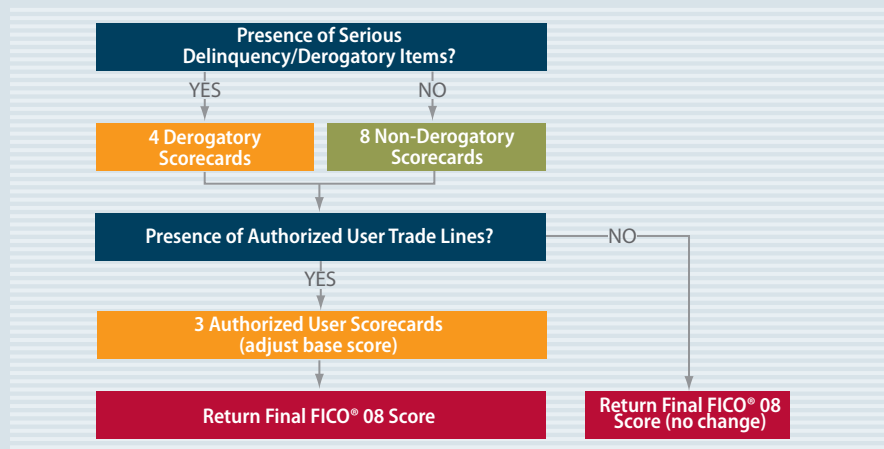 Presence of Serious
Delinquency/Derogatory Items?
YES
NO
4 Derogatory
Scorecards
8 Non-Derogatory
Scorecards
Presence of Authorized User Trade Lines?
NO
YES
3 Authorized User Scorecards
(adjust base score)
Return Final FICO® 08 Score
Return Final FICO® 08
Score (no change)